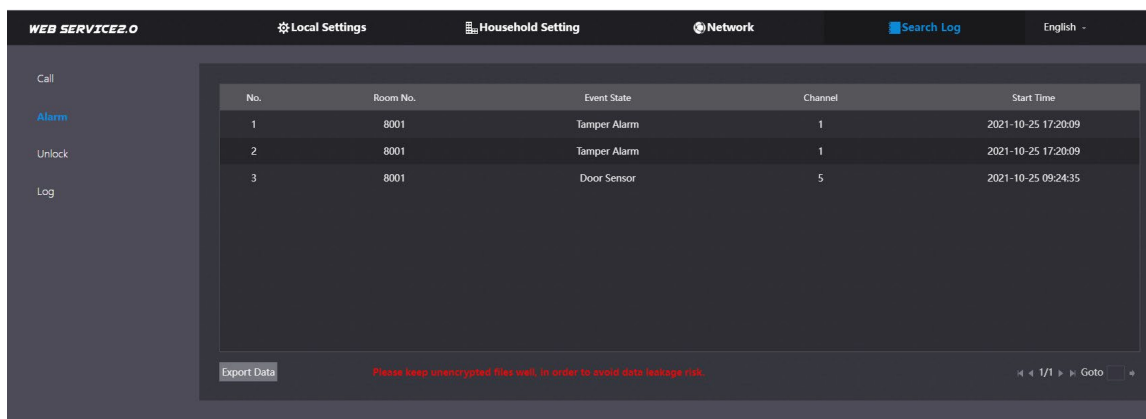 WEB SERVICE2.0 Local Settings Household Setting Network Search Log English
Call
Alarm
Unlock
Log
No. Room No. Event State Channel Start Time
1 8001 Tamper Alarm 1 2021-10-25 17:20:09
2 8001 Tamper Alarm 1 2021-10-25 17:20:09
3 8001 Door Sensor 5 2021-10-25 09:24:35
Export Data Please keep unencrypted files well, in order to avoid data leakage risk. 1/1 Goto